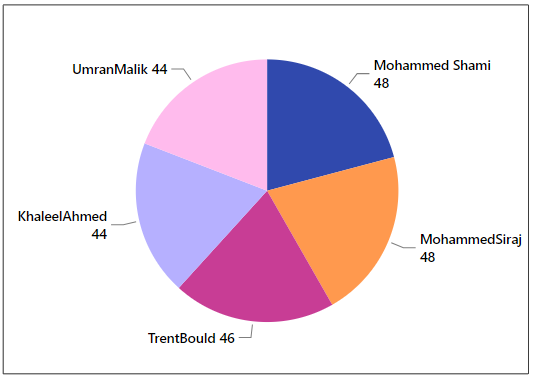 UmranMalik 44
Mohammed Shami
48
KhaleelAhmed
44
MohammedSiraj
48
TrentBould 46